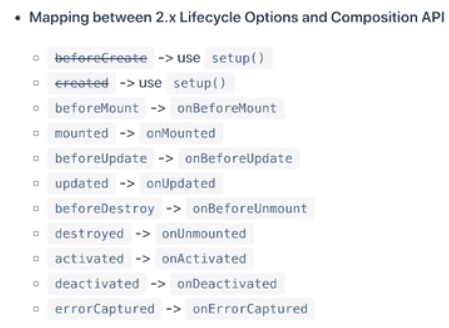 • Mapping between 2.x Lifecycle Options and Composition API
◦ beforeCreate -> use setup()
◦ created -> use setup()
◦ beforeMount -> onBeforeMount
◦ mounted -> onMounted
◦ beforeUpdate -> onBeforeUpdate
◦ updated -> onUpdated
◦ beforeDestroy -> onBeforeUnmount
◦ destroyed -> onUnmounted
◦ activated -> onActivated
◦ deactivated -> onDeactivated
◦ errorCaptured -> onErrorCaptured